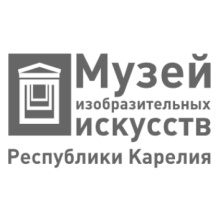 Музей
изобразительных
искусств
Республики Карелия